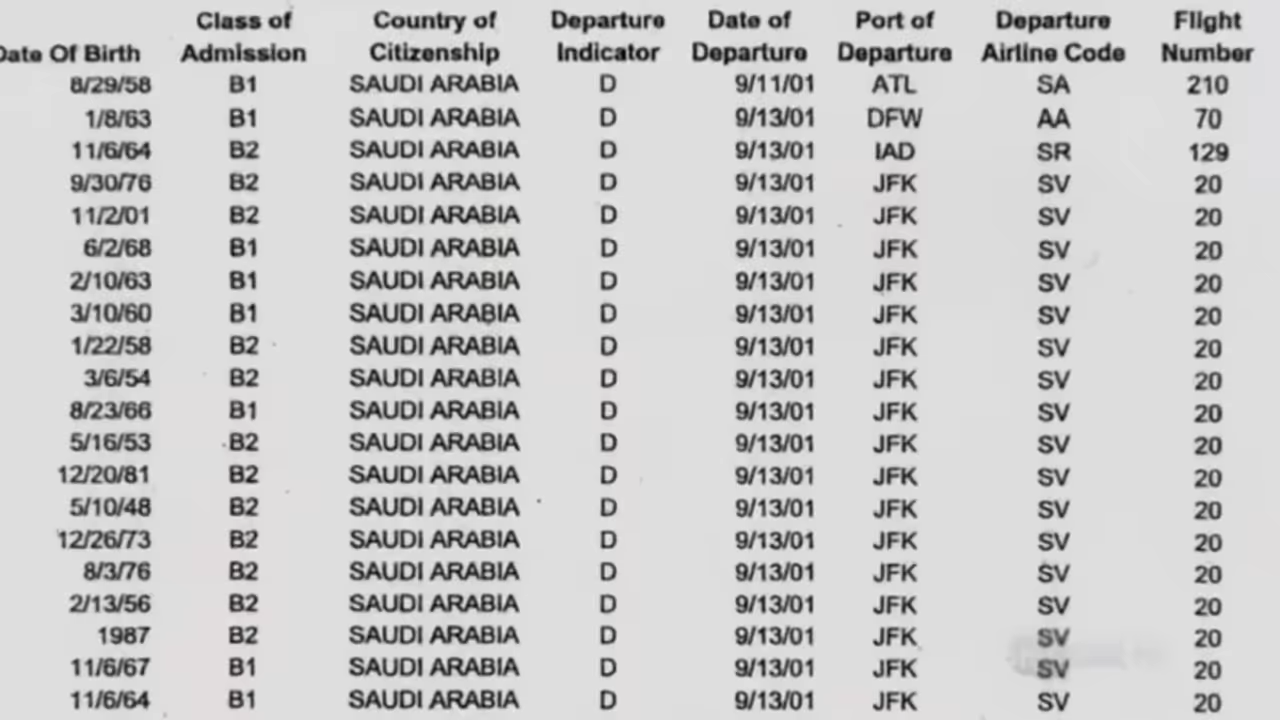 Class of Country of Departure Date of Port of Departure Flight
Date Of Birth Admission Citizenship Indicator Departure Departure Airline Code Number
8/29/58 B1 SAUDI ARABIA D 9/11/01 ATL SA 210
1/8/63 B1 SAUDI ARABIA D 9/13/01 DFW AA 70
11/6/64 B2 SAUDI ARABIA D 9/13/01 IAD SR 129
9/30/76 B2 SAUDI ARABIA D 9/13/01 JFK SV 20
11/2/01 B2 SAUDI ARABIA D 9/13/01 JFK SV 20
6/2/68 B1 SAUDI ARABIA D 9/13/01 JFK SV 20
2/10/63 B1 SAUDI ARABIA D 9/13/01 JFK SV 20
3/10/60 B1 SAUDI ARABIA D 9/13/01 JFK SV 20
1/22/58 B2 SAUDI ARABIA D 9/13/01 JFK SV 20
3/6/54 B2 SAUDI ARABIA D 9/13/01 JFK SV 20
8/23/66 B1 SAUDI ARABIA D 9/13/01 JFK SV 20
5/16/53 B2 SAUDI ARABIA D 9/13/01 JFK SV 20
12/20/81 B2 SAUDI ARABIA D 9/13/01 JFK SV 20
5/10/48 B2 SAUDI ARABIA D 9/13/01 JFK SV 20
12/26/73 B2 SAUDI ARABIA D 9/13/01 JFK SV 20
8/3/76 B2 SAUDI ARABIA D 9/13/01 JFK SV 20
2/13/56 B2 SAUDI ARABIA D 9/13/01 JFK SV 20
1987 B2 SAUDI ARABIA D 9/13/01 JFK SV 20
11/6/67 B1 SAUDI ARABIA D 9/13/01 JFK SV 20
11/6/64 B1 SAUDI ARABIA D 9/13/01 JFK SV 20